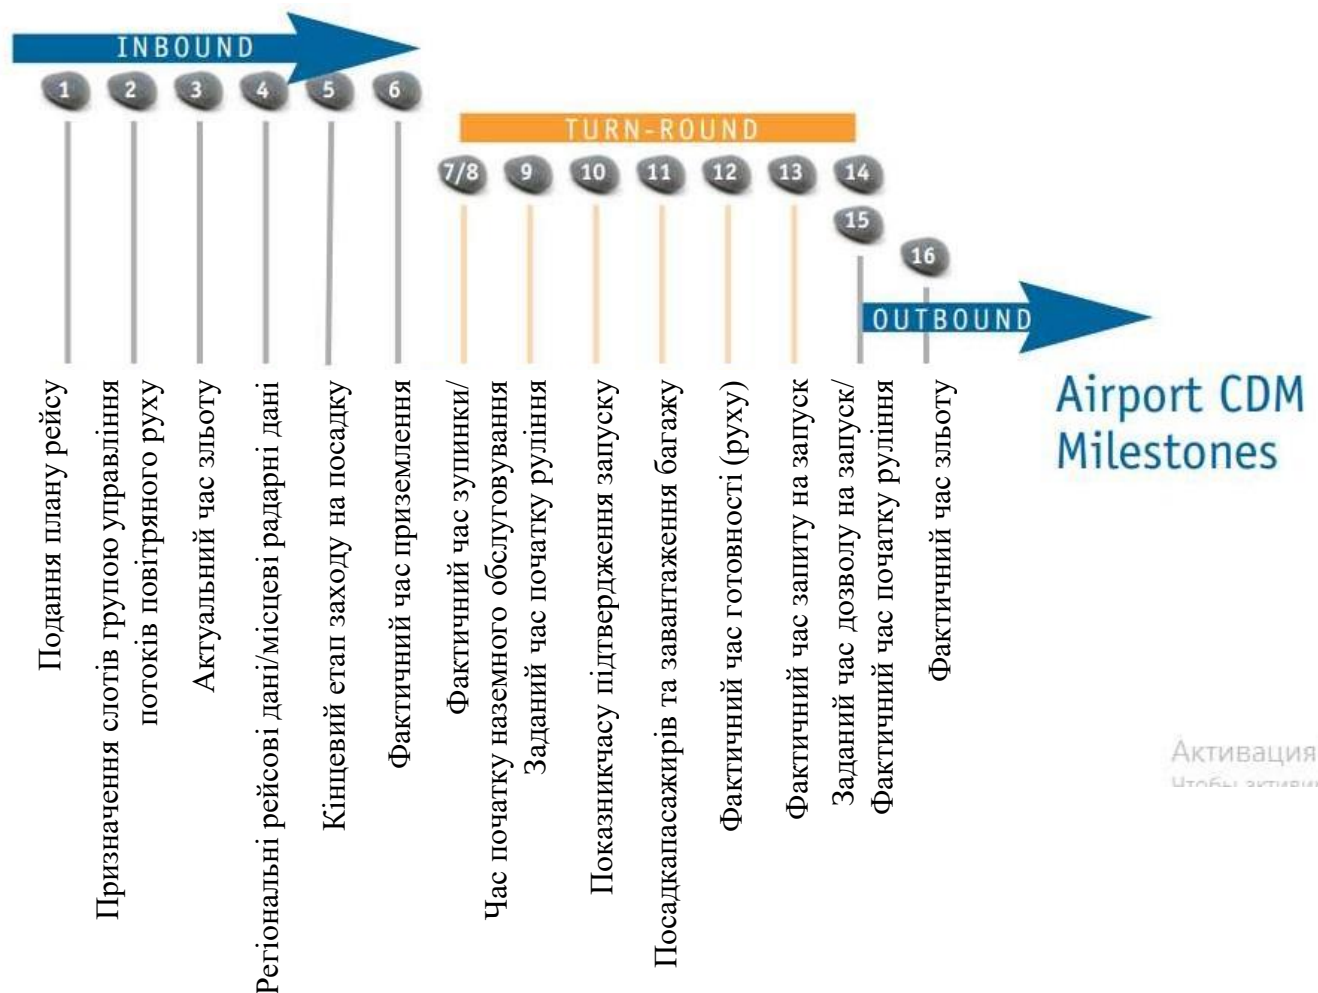 INBOUND
1
2
3
4
5
6
TURN-ROUND
7/8
9
10
11
12
13
14
15
16
OUTBOUND
Airport CDM
Milestones
Подання плану рейсу
Призначення слотів групою управління
потоків повітряного руху
Актуальний час зльоту
Регіональні рейсові дані/місцеві радарні дані
Кінцевий етап заходу на посадку
Фактичний час приземлення
Фактичний час зупинки/
Час початку наземного обслуговування
Заданий час початку руління
Показникчасу підтвердження запуску
Посадкапасажирів та завантаження багажу
Фактичний час готовності (руху)
Фактичний час запиту на запуск
Заданий час дозволу на запуск/
Фактичний час початку руління
Фактичний час зльоту
Активация